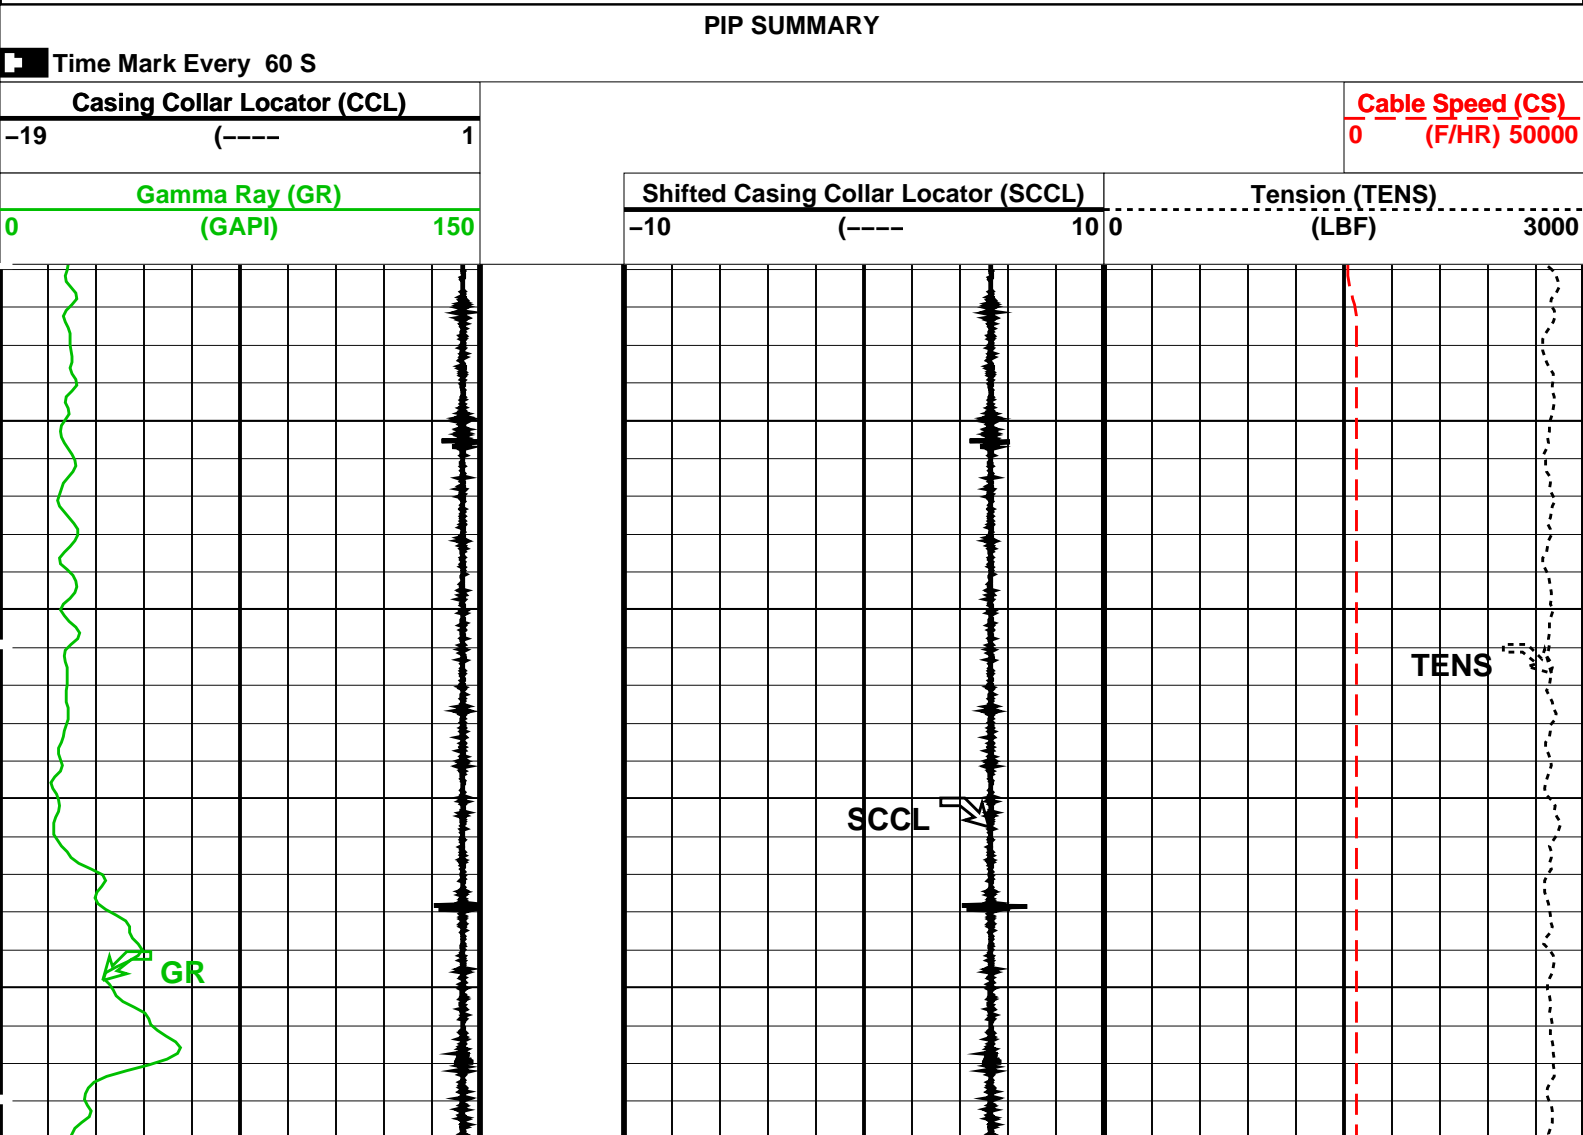 PIP SUMMARY
Time Mark Every 60 S
Casing Collar Locator (CCL)
−19 (−−−− 1
Cable Speed (CS)
0 (F/HR) 50000
Gamma Ray (GR)
0 (GAPI) 150
Shifted Casing Collar Locator (SCCL)
−10 (−−−− 10
Tension (TENS)
0 (LBF) 3000
TENS
SCCL
GR